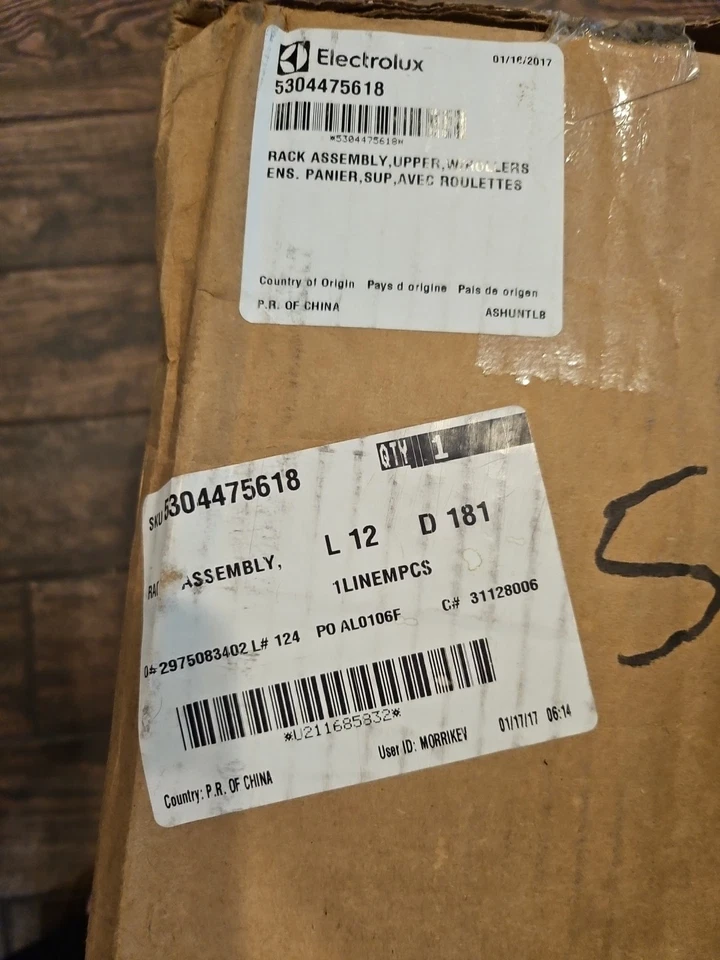 Electrolux
01/16/2017
5304475618
*5304475618*
RACK ASSEMBLY,UPPER,W/ROLLERS
ENS. PANIER,SUP,AVEC ROULETTES
Country of Origin Pays d origine Pais de origen
P.R. OF CHINA
ASHUNTLB
QTY 1
SKU 5304475618
ASSEMBLY, L 12 D 181
1LINEMPCS
2975083402 L# 124 PO AL0106F C# 31128006
*U211685832*
User ID: MORRIKEV 01/17/17 06:14
Country: P.R. OF CHINA
5